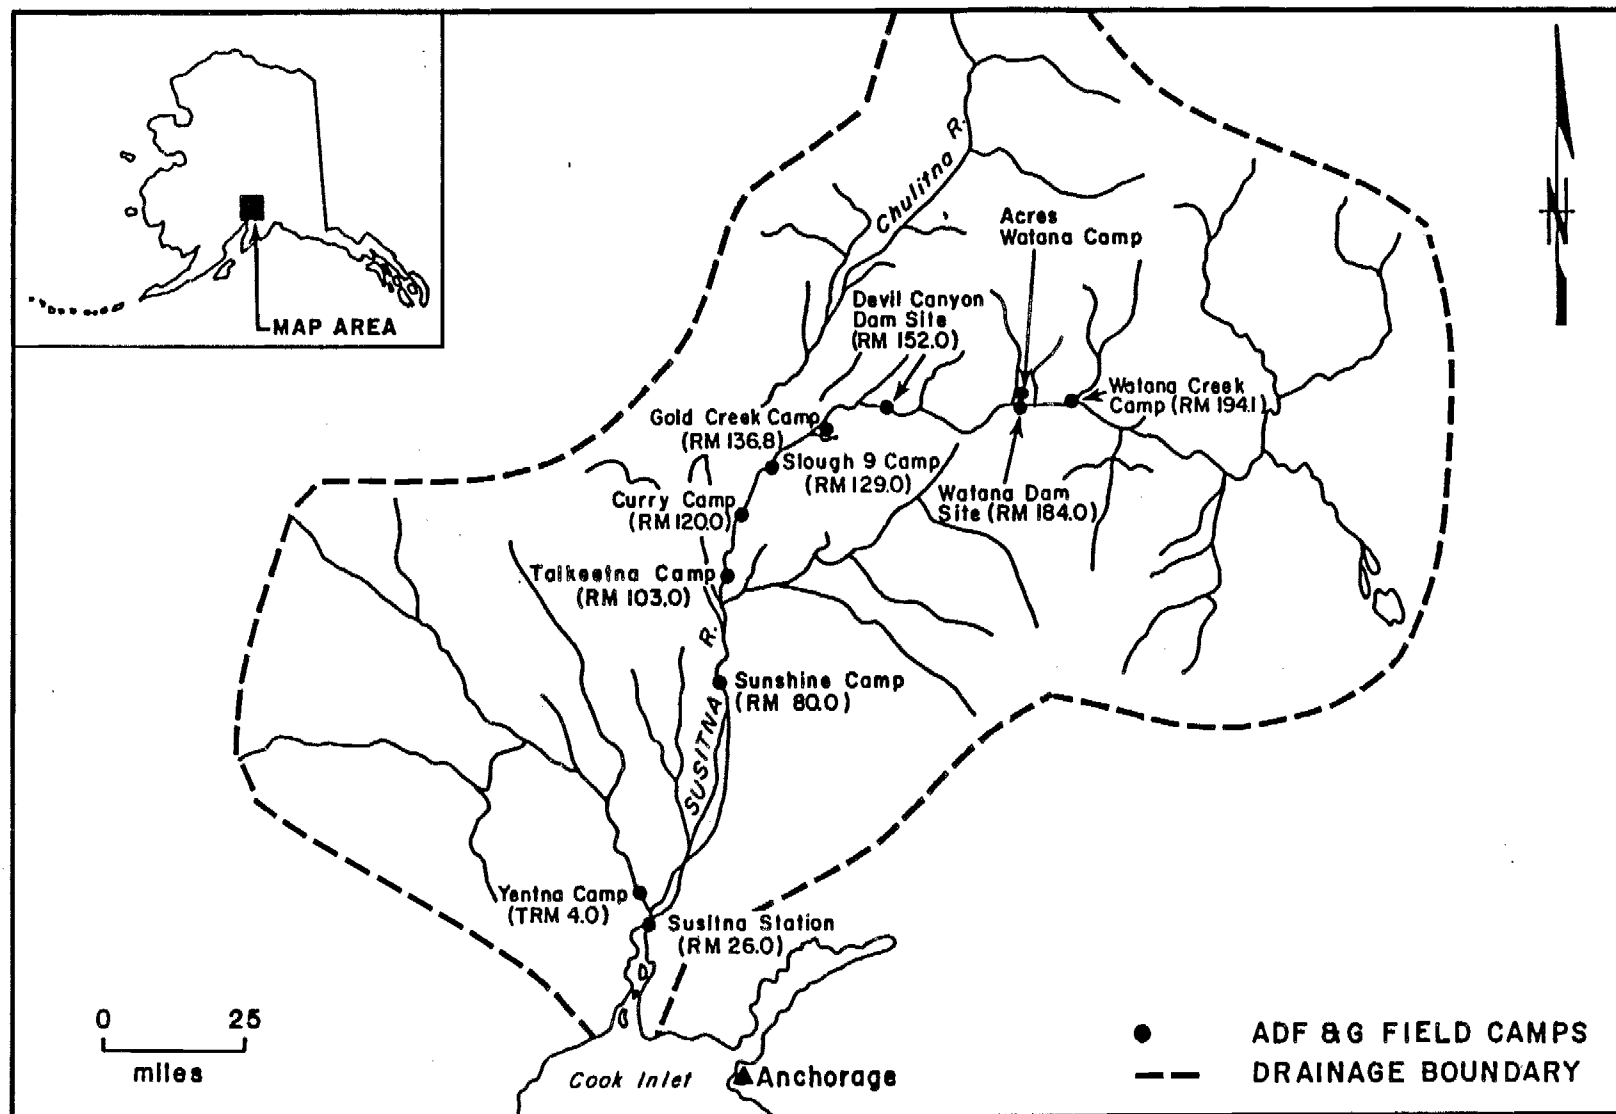 MAP AREA
N
Chulitna R.
Acres
Watana Camp
Devil Canyon
Dam Site
(RM 152.0)
Watana Creek
Camp (RM 194.1)
Gold Creek Camp
(RM 136.8)
Slough 9 Camp
(RM 129.0)
Watana Dam
Site (RM 184.0)
Curry Camp
(RM 120.0)
Talkeetna Camp
(RM 103.0)
SUSITNA R.
Sunshine Camp
(RM 80.0)
Yentna Camp
(TRM 4.0)
Susitna Station
(RM 26.0)
0 25
miles
Cook Inlet
Anchorage
ADF &G FIELD CAMPS
DRAINAGE BOUNDARY